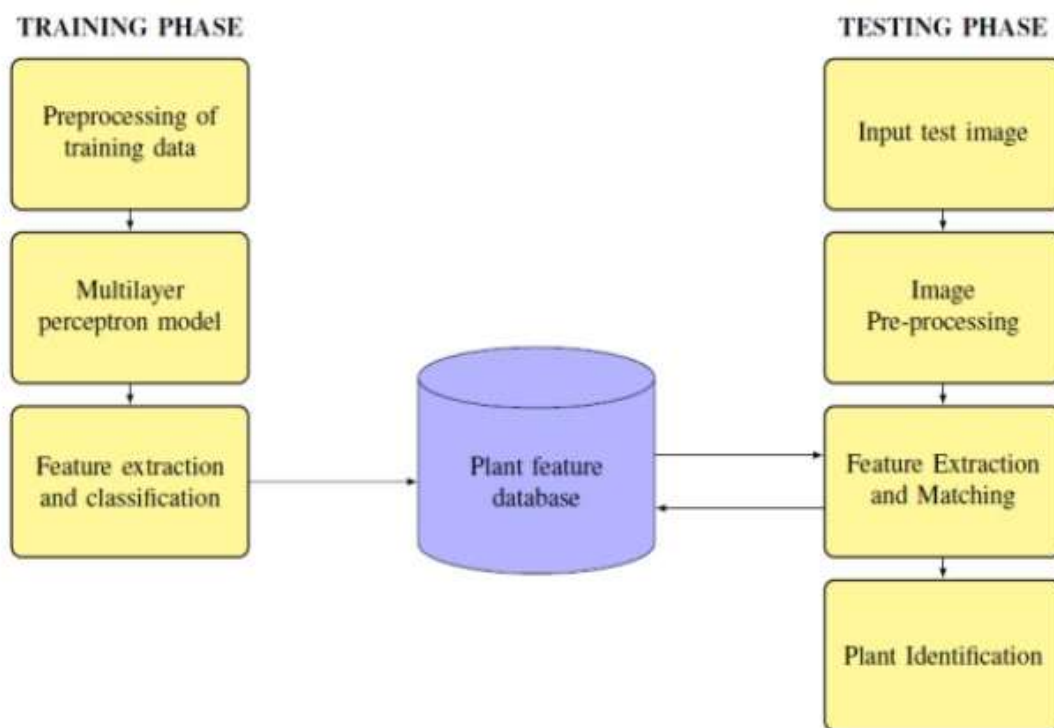 TRAINING PHASE
Preprocessing of
training data
Multilayer
perceptron model
Feature extraction
and classification
Plant feature
database
TESTING PHASE
Input test image
Image
Pre-processing
Feature Extraction
and Matching
Plant Identification